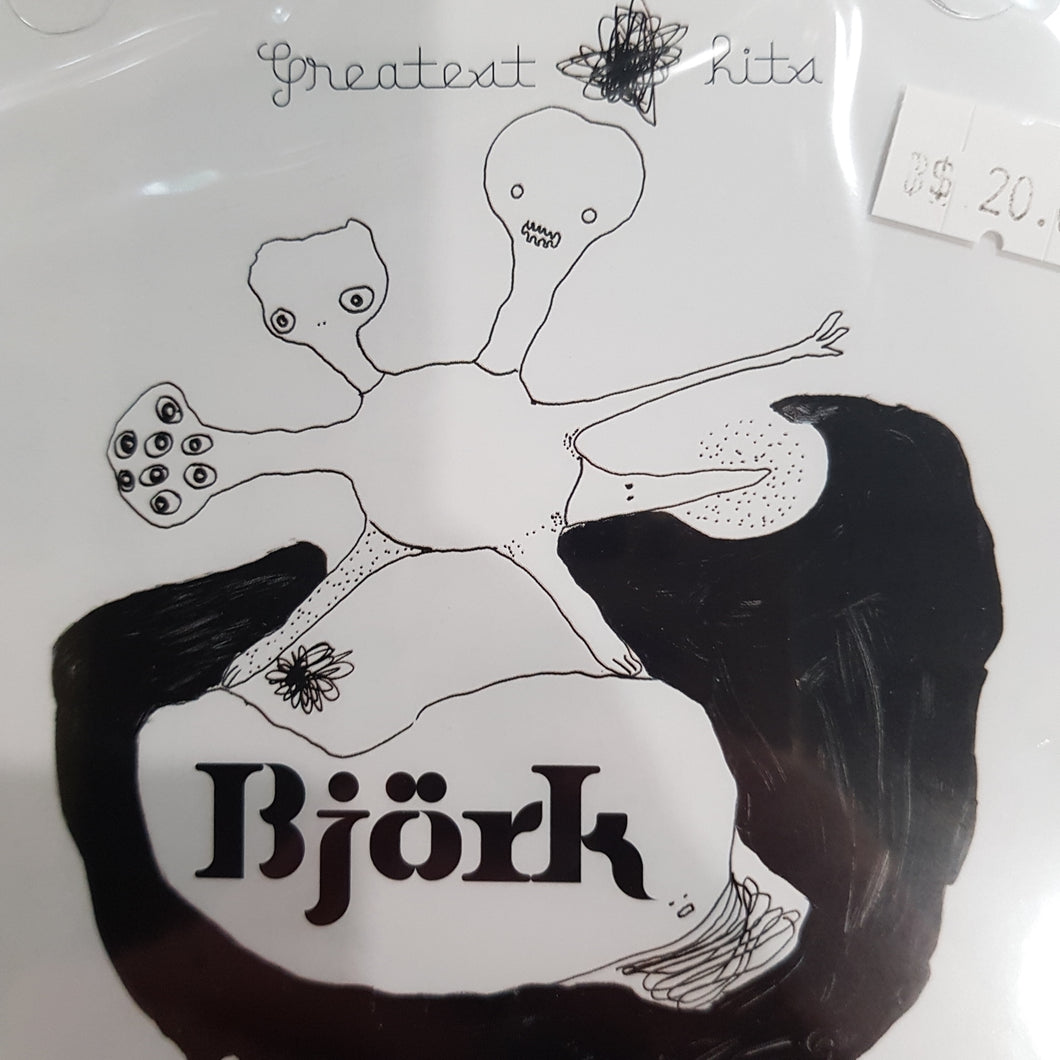 Greatest hits
B$ 20.
Björk